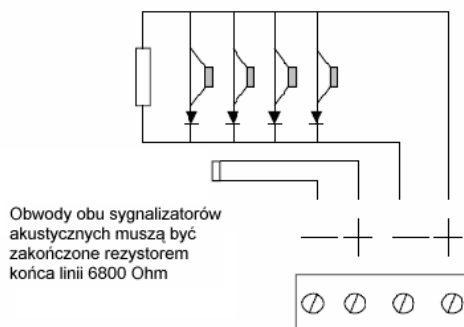 Obwody obu sygnalizatorów
akustycznych muszą być
zakończone rezystorem
końca linii 6800 Ohm